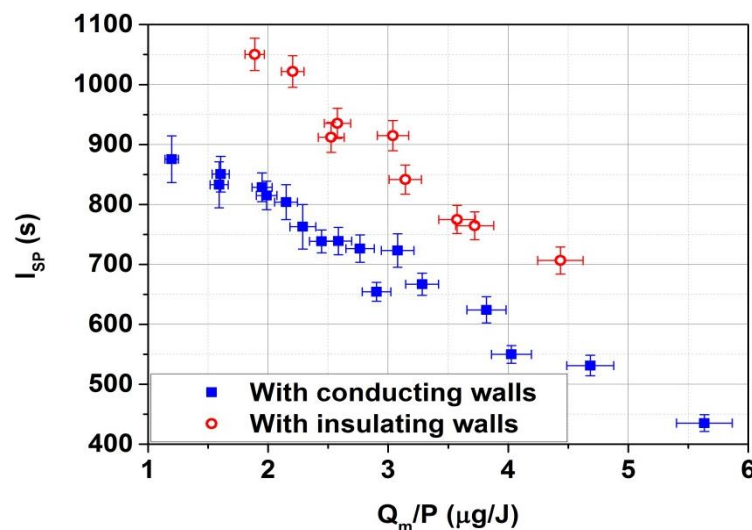 1100
1000
900
800
700
600
500
400
I_SP (s)
With conducting walls
With insulating walls
1 2 3 4 5 6
Q_m/P (μg/J)